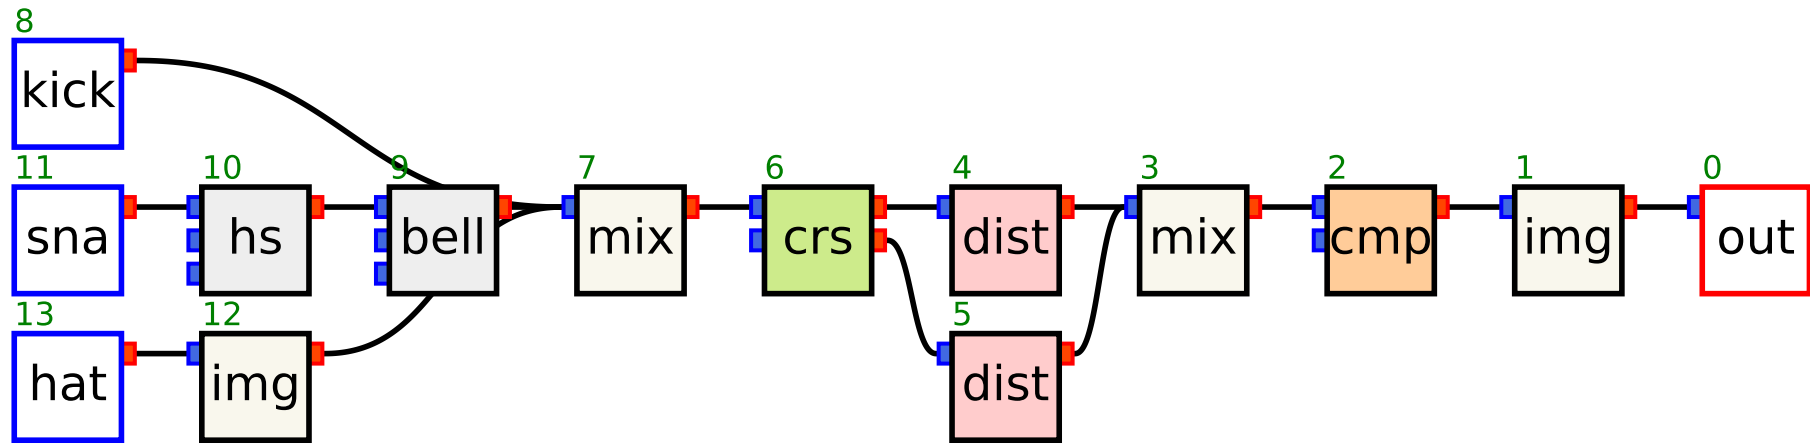 8
kick
11 10 9 7 6 4 3 2 1 0
sna hs bell mix crs dist mix cmp img out
13 12 5
hat img dist